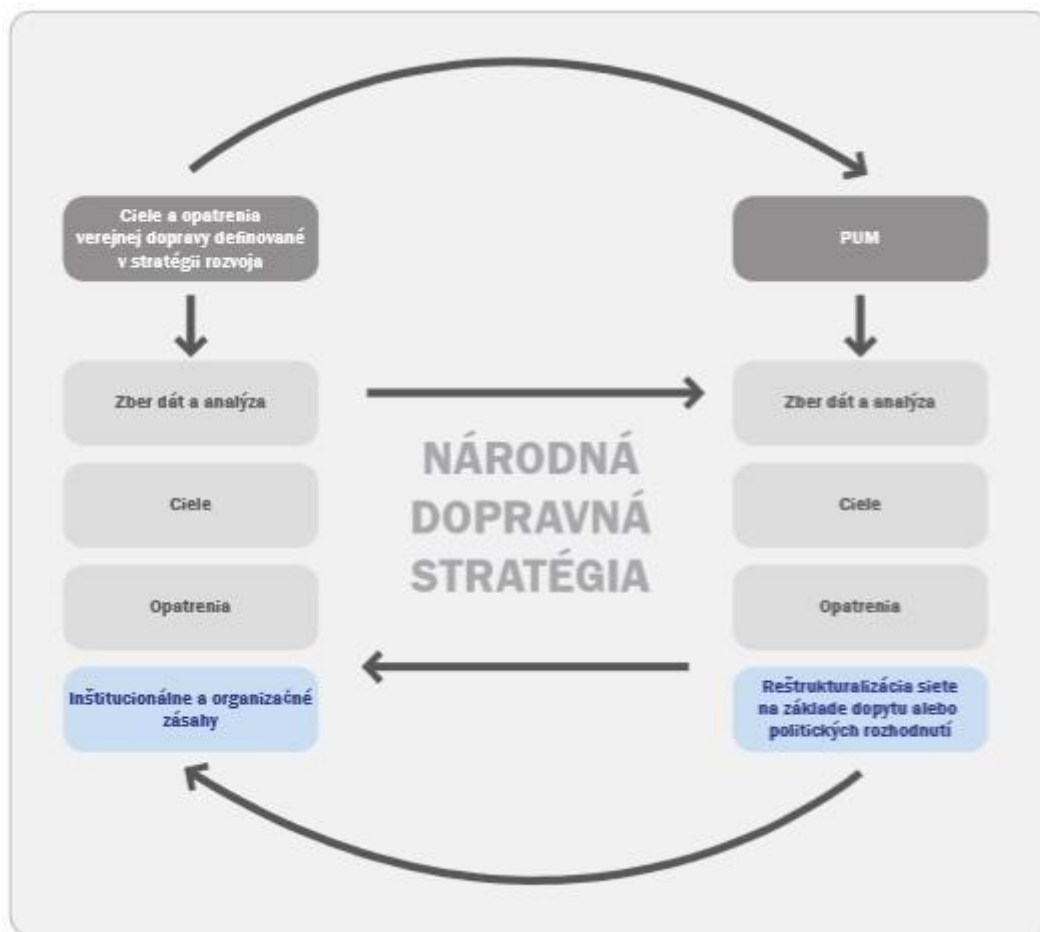 Ciele a opatrenia
verejnej dopravy definované
v stratégii rozvoja
Zber dát a analýza
Ciele
Opatrenia
Inštitucionálne a organizačné
zásahy
NÁRODNÁ
DOPRAVNÁ
STRATÉGIA
PUM
Zber dát a analýza
Ciele
Opatrenia
Reštrukturalizácia siete
na základe dopytu alebo
politických rozhodnutí